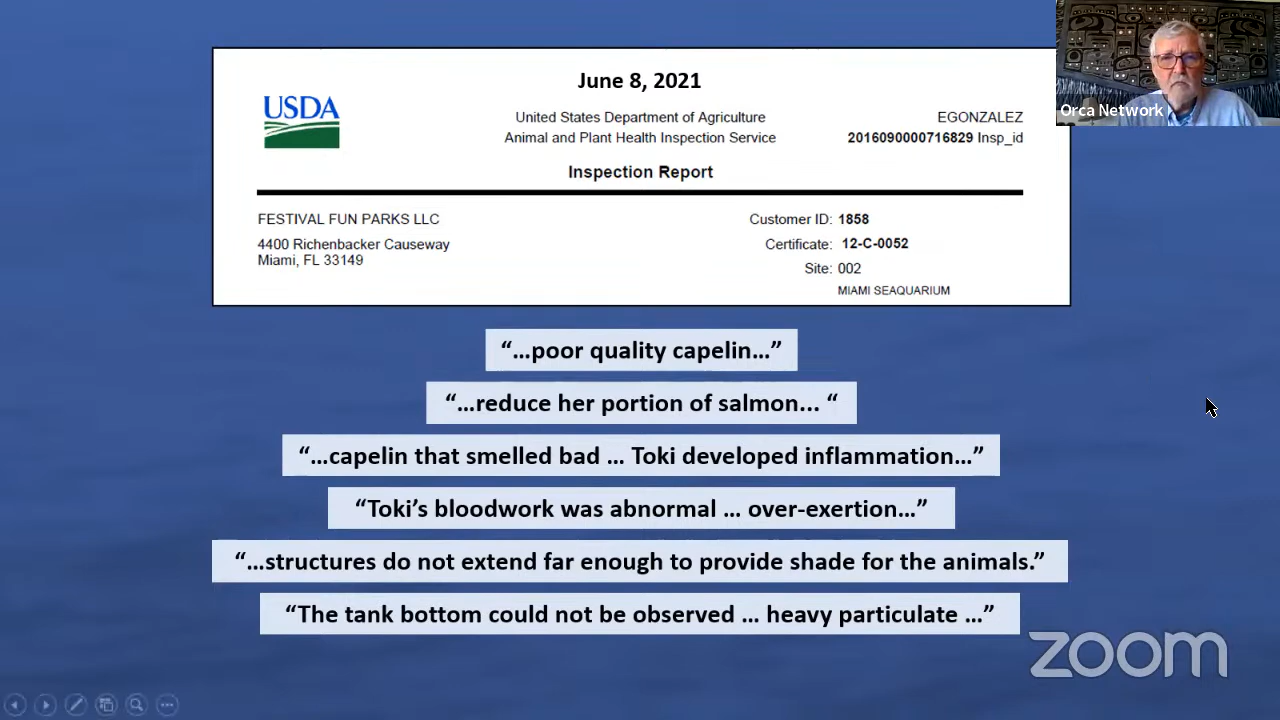 June 8, 2021
USDA
United States Department of Agriculture
Animal and Plant Health Inspection Service
EGONZALEZ
2016090000716829 Insp_id
Inspection Report
FESTIVAL FUN PARKS LLC
4400 Richenbacker Causeway
Miami, FL 33149
Customer ID: 1858
Certificate: 12-C-0052
Site: 002
MIAMI SEAQUARIUM
Orca Network
“...poor quality capelin...”
“...reduce her portion of salmon... “
“...capelin that smelled bad ... Toki developed inflammation...”
“Toki’s bloodwork was abnormal ... over-exertion...”
“...structures do not extend far enough to provide shade for the animals.”
“The tank bottom could not be observed ... heavy particulate ...”
zoom